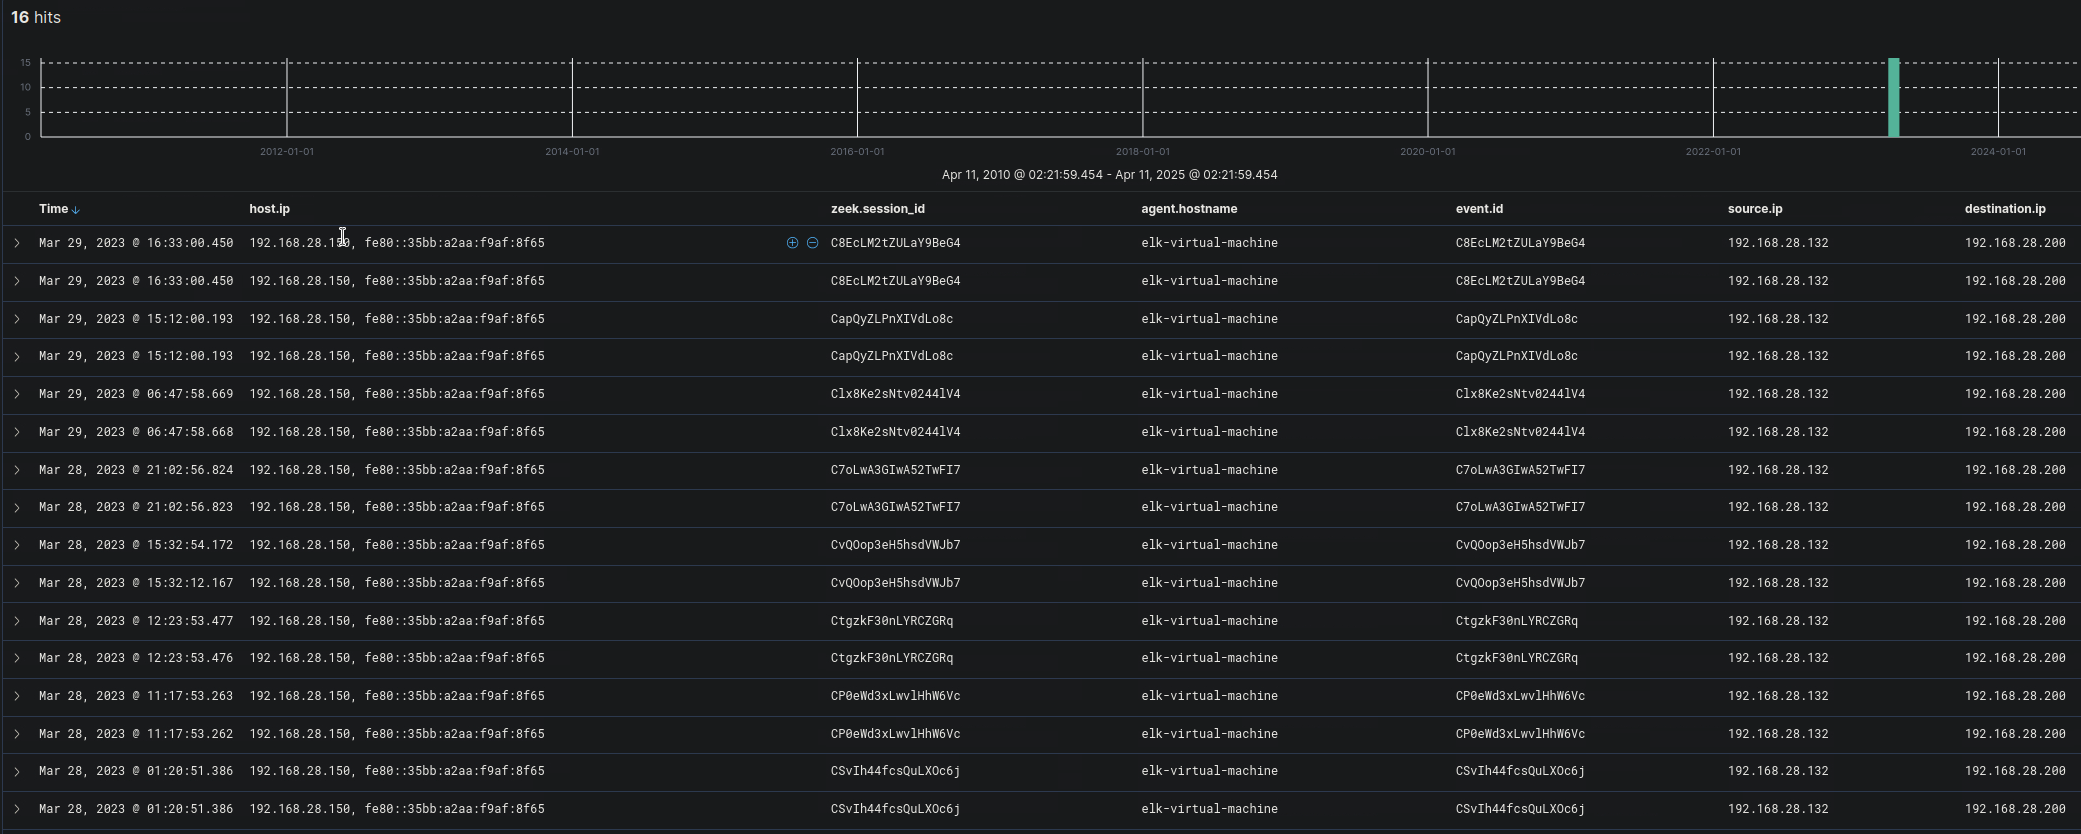 16 hits
15
10
5
0
2012-01-01 2014-01-01 2016-01-01 2018-01-01 2020-01-01 2022-01-01 2024-01-01
Apr 11, 2010 @ 02:21:59.454 - Apr 11, 2025 @ 02:21:59.454
Time host.ip zeek.session_id agent.hostname event.id source.ip destination.ip
Mar 29, 2023 @ 16:33:00.450 192.168.28.150, fe80::35bb:a2aa:f9af:8f65 C8EcLM2tZULaY9BeG4 elk-virtual-machine C8EcLM2tZULaY9BeG4 192.168.28.132 192.168.28.200
Mar 29, 2023 @ 16:33:00.450 192.168.28.150, fe80::35bb:a2aa:f9af:8f65 C8EcLM2tZULaY9BeG4 elk-virtual-machine C8EcLM2tZULaY9BeG4 192.168.28.132 192.168.28.200
Mar 29, 2023 @ 15:12:00.193 192.168.28.150, fe80::35bb:a2aa:f9af:8f65 CapQyZLPnXIVdLo8c elk-virtual-machine CapQyZLPnXIVdLo8c 192.168.28.132 192.168.28.200
Mar 29, 2023 @ 15:12:00.193 192.168.28.150, fe80::35bb:a2aa:f9af:8f65 CapQyZLPnXIVdLo8c elk-virtual-machine CapQyZLPnXIVdLo8c 192.168.28.132 192.168.28.200
Mar 29, 2023 @ 06:47:58.669 192.168.28.150, fe80::35bb:a2aa:f9af:8f65 Clx8Ke2sNtv0244lV4 elk-virtual-machine Clx8Ke2sNtv0244lV4 192.168.28.132 192.168.28.200
Mar 29, 2023 @ 06:47:58.668 192.168.28.150, fe80::35bb:a2aa:f9af:8f65 Clx8Ke2sNtv0244lV4 elk-virtual-machine Clx8Ke2sNtv0244lV4 192.168.28.132 192.168.28.200
Mar 28, 2023 @ 21:02:56.824 192.168.28.150, fe80::35bb:a2aa:f9af:8f65 C7oLwA3GIwA52TwFI7 elk-virtual-machine C7oLwA3GIwA52TwFI7 192.168.28.132 192.168.28.200
Mar 28, 2023 @ 21:02:56.823 192.168.28.150, fe80::35bb:a2aa:f9af:8f65 C7oLwA3GIwA52TwFI7 elk-virtual-machine C7oLwA3GIwA52TwFI7 192.168.28.132 192.168.28.200
Mar 28, 2023 @ 15:32:54.172 192.168.28.150, fe80::35bb:a2aa:f9af:8f65 CvQOop3eH5hsdVWJb7 elk-virtual-machine CvQOop3eH5hsdVWJb7 192.168.28.132 192.168.28.200
Mar 28, 2023 @ 15:32:12.167 192.168.28.150, fe80::35bb:a2aa:f9af:8f65 CvQOop3eH5hsdVWJb7 elk-virtual-machine CvQOop3eH5hsdVWJb7 192.168.28.132 192.168.28.200
Mar 28, 2023 @ 12:23:53.477 192.168.28.150, fe80::35bb:a2aa:f9af:8f65 CtgzkF30nLYRCZGRq elk-virtual-machine CtgzkF30nLYRCZGRq 192.168.28.132 192.168.28.200
Mar 28, 2023 @ 12:23:53.476 192.168.28.150, fe80::35bb:a2aa:f9af:8f65 CtgzkF30nLYRCZGRq elk-virtual-machine CtgzkF30nLYRCZGRq 192.168.28.132 192.168.28.200
Mar 28, 2023 @ 11:17:53.263 192.168.28.150, fe80::35bb:a2aa:f9af:8f65 CP0eWd3xLwvlHhW6Vc elk-virtual-machine CP0eWd3xLwvlHhW6Vc 192.168.28.132 192.168.28.200
Mar 28, 2023 @ 11:17:53.262 192.168.28.150, fe80::35bb:a2aa:f9af:8f65 CP0eWd3xLwvlHhW6Vc elk-virtual-machine CP0eWd3xLwvlHhW6Vc 192.168.28.132 192.168.28.200
Mar 28, 2023 @ 01:20:51.386 192.168.28.150, fe80::35bb:a2aa:f9af:8f65 CSvIh44fcsQuLXOc6j elk-virtual-machine CSvIh44fcsQuLXOc6j 192.168.28.132 192.168.28.200
Mar 28, 2023 @ 01:20:51.386 192.168.28.150, fe80::35bb:a2aa:f9af:8f65 CSvIh44fcsQuLXOc6j elk-virtual-machine CSvIh44fcsQuLXOc6j 192.168.28.132 192.168.28.200